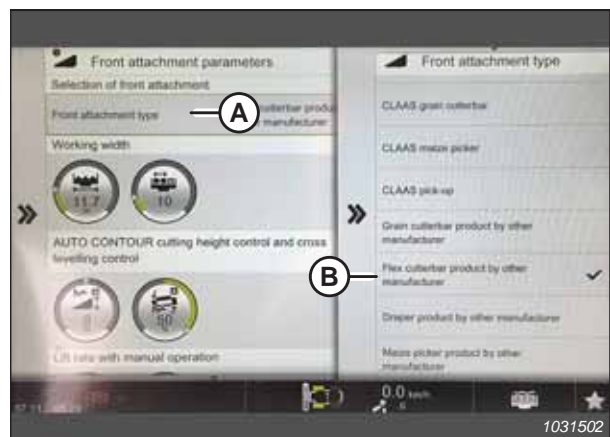 Front attachment parameters
Selection of front attachment
Front attachment type
cutterbar produ
manufacturer
A
Working width
11.7
10
AUTO CONTOUR cutting height control and cross
levelling control
50
Lift rate with manual operation
Front attachment type
CLAAS grain cutterbar
CLAAS maize picker
CLAAS pick-up
Grain cutterbar product by other
manufacturer
B
Flex cutterbar product by other
manufacturer
Draper product by other manufacturer
Maize picker product by other
manufacturer
0.0 km/h
1031502